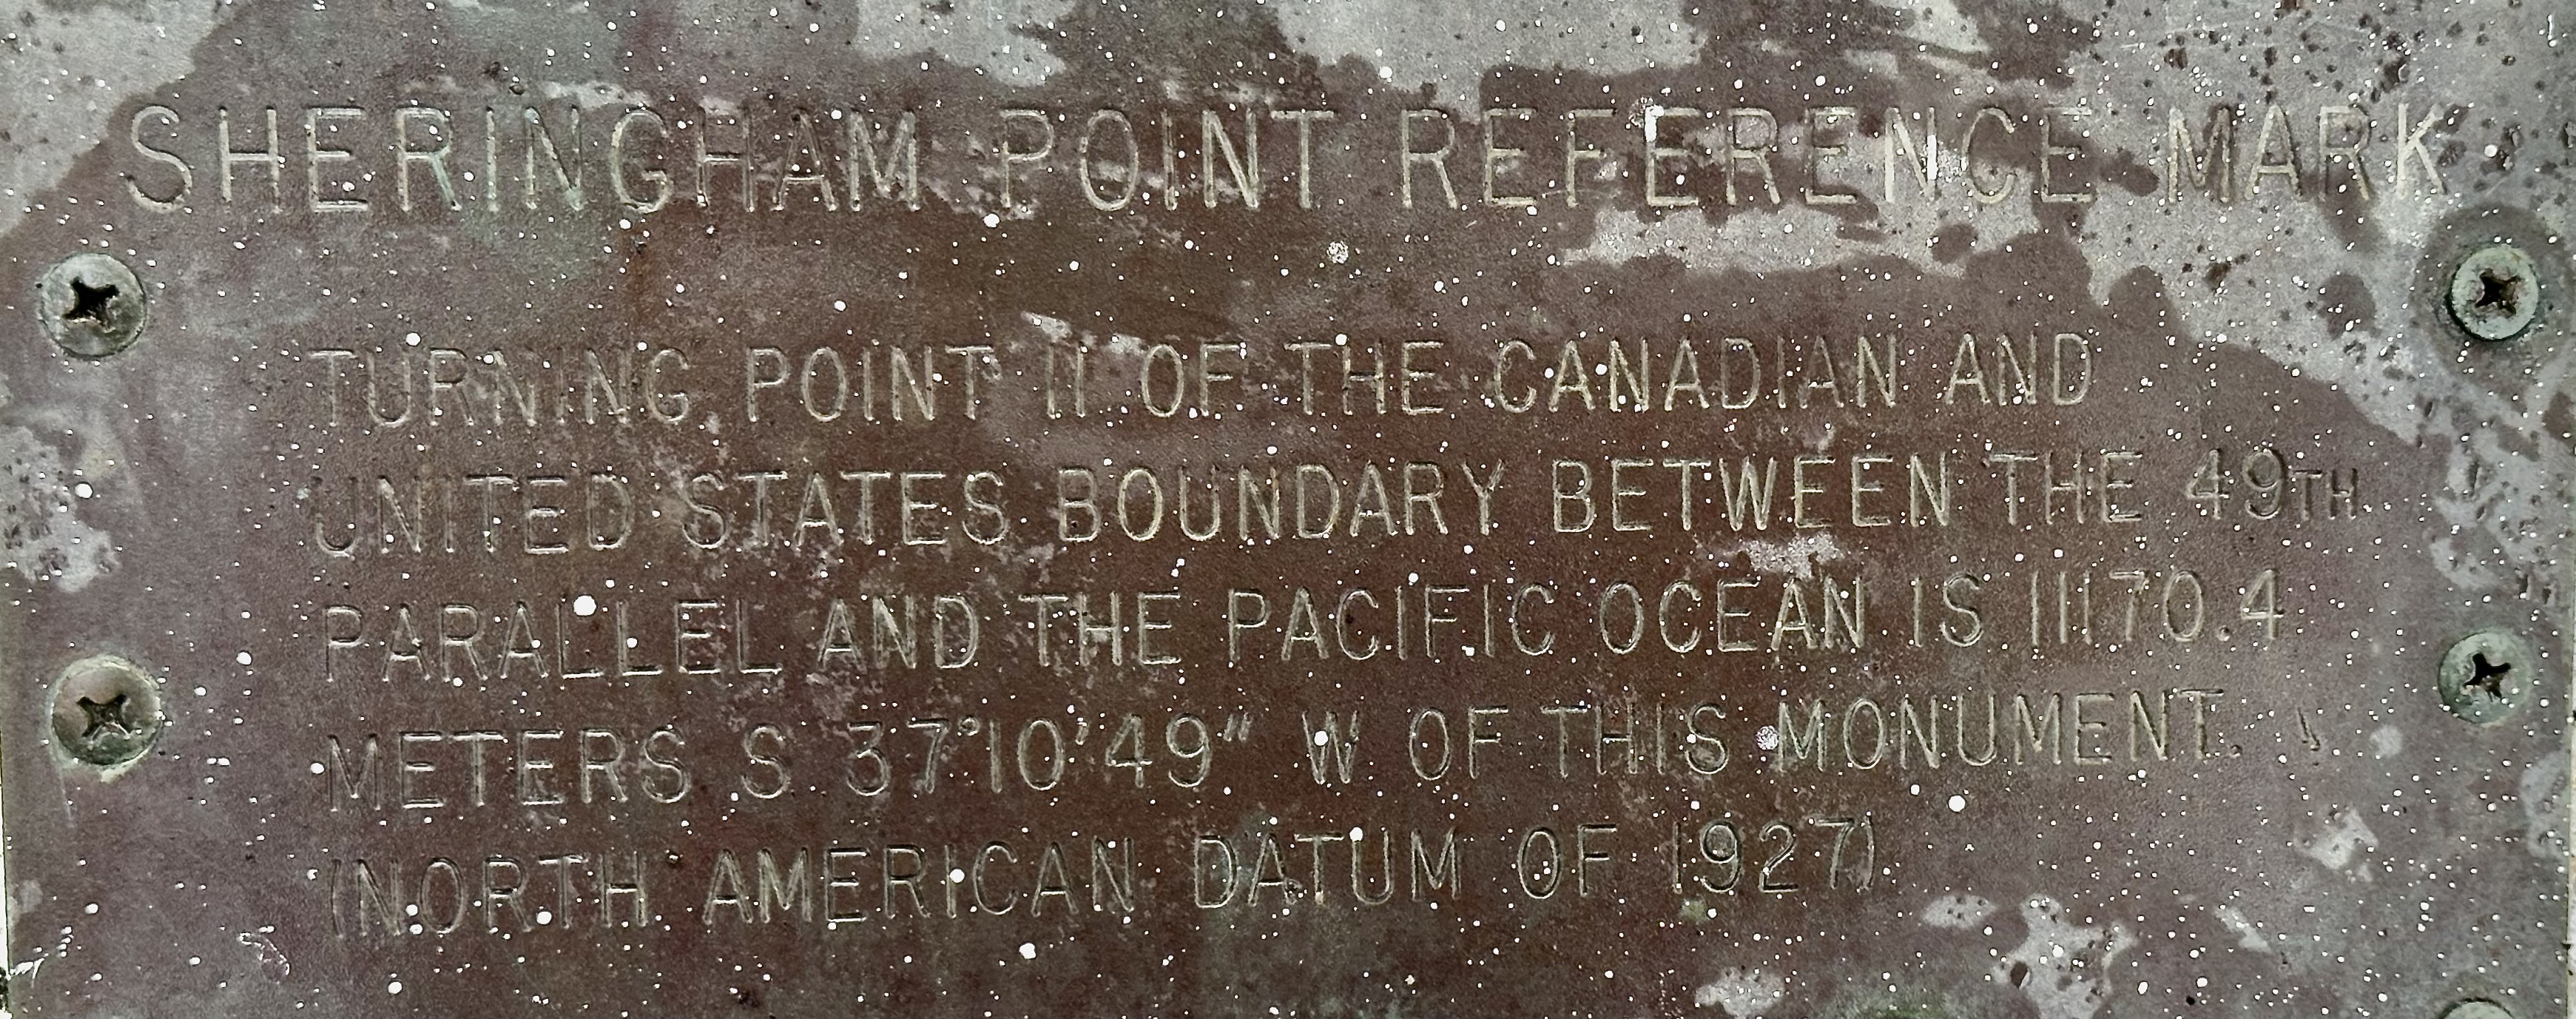 SHERINGHAM POINT REFERENCE MARK
TURNING POINT 11 OF THE CANADIAN AND
UNITED STATES BOUNDARY BETWEEN THE 49TH
PARALLEL AND THE PACIFIC OCEAN IS 11170.4
METERS S 37°10'49" W OF THIS MONUMENT.
(NORTH AMERICAN DATUM OF 1927)